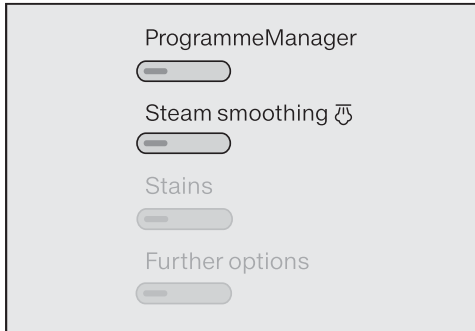 ProgrammeManager
Steam smoothing
Stains
Further options